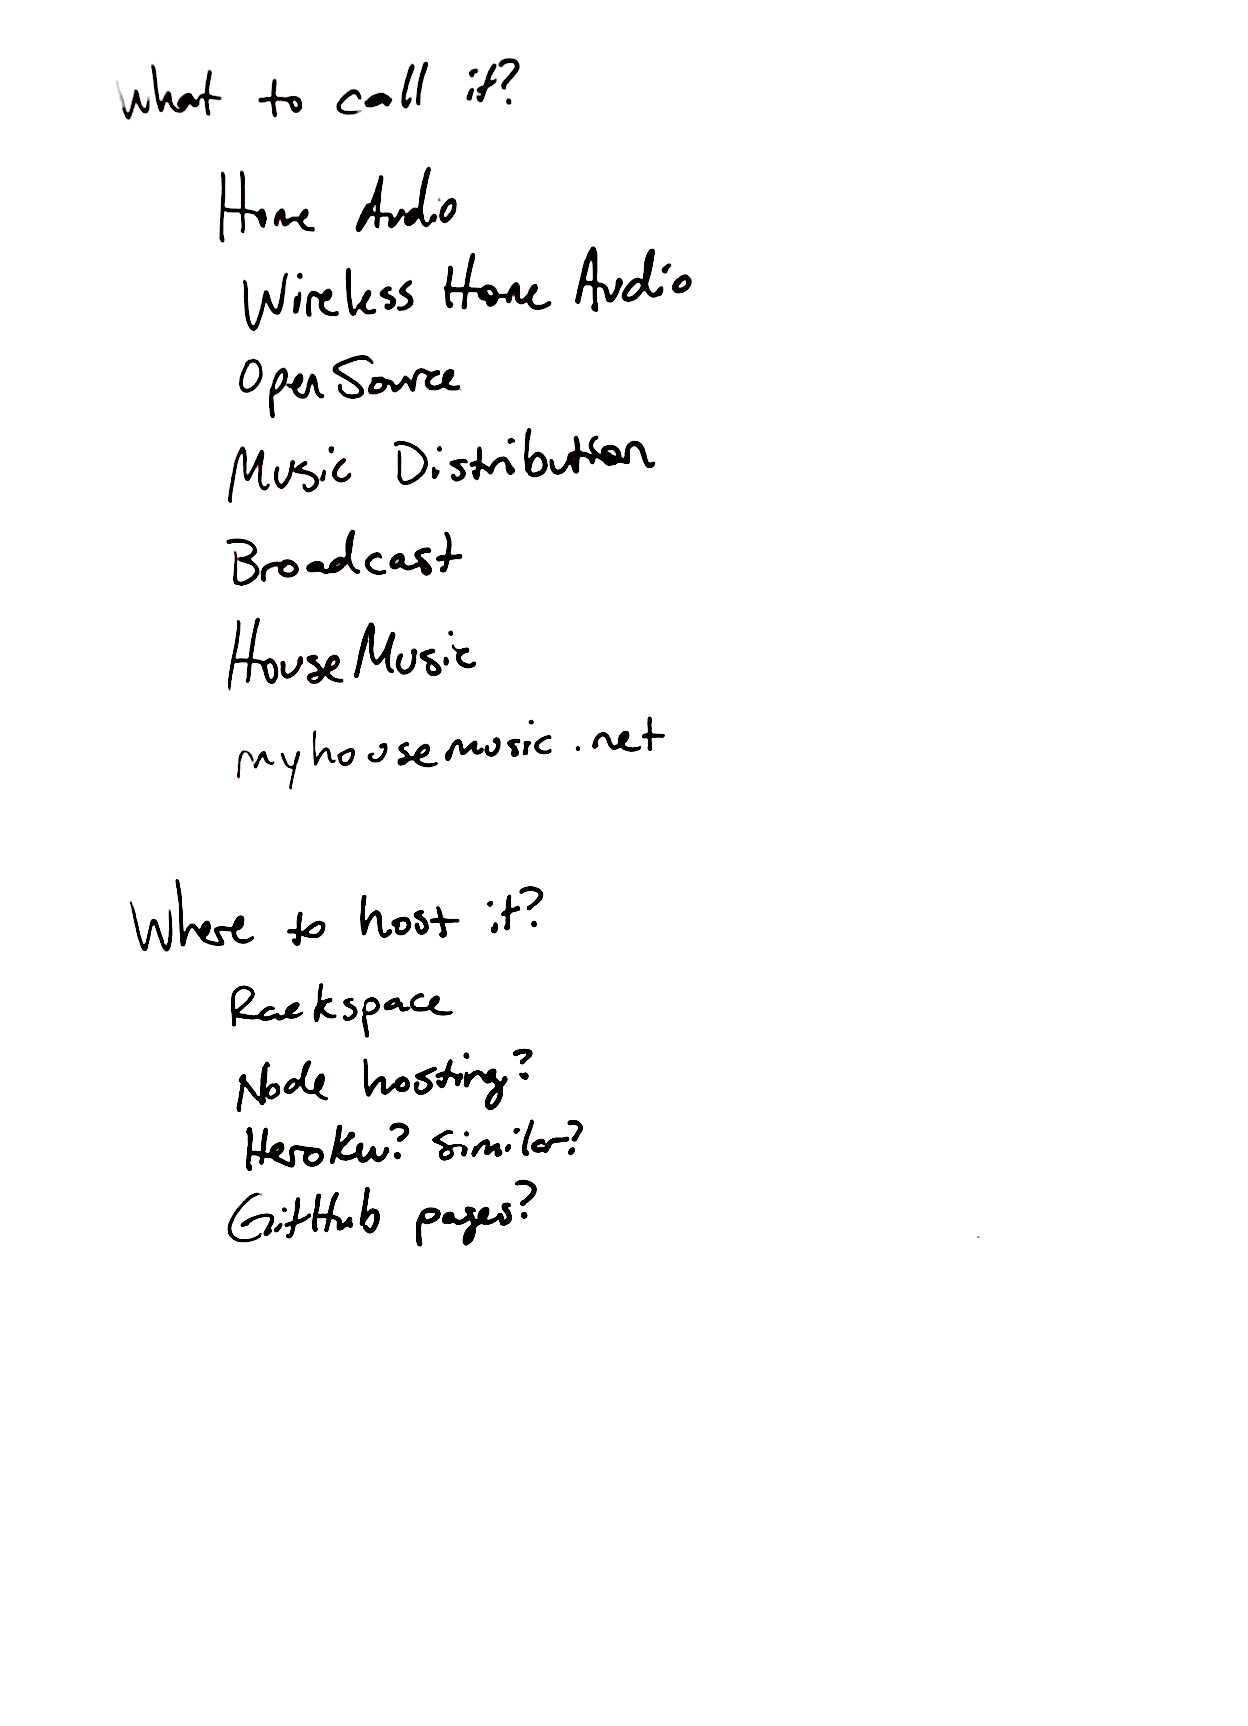 What to call it?
Home Audio
Wireless Home Audio
Open Source
Music Distribution
Broadcast
House Music
myhousemusic.net
Where to host it?
Rackspace
Node hosting?
Heroku? Similar?
GitHub pages?